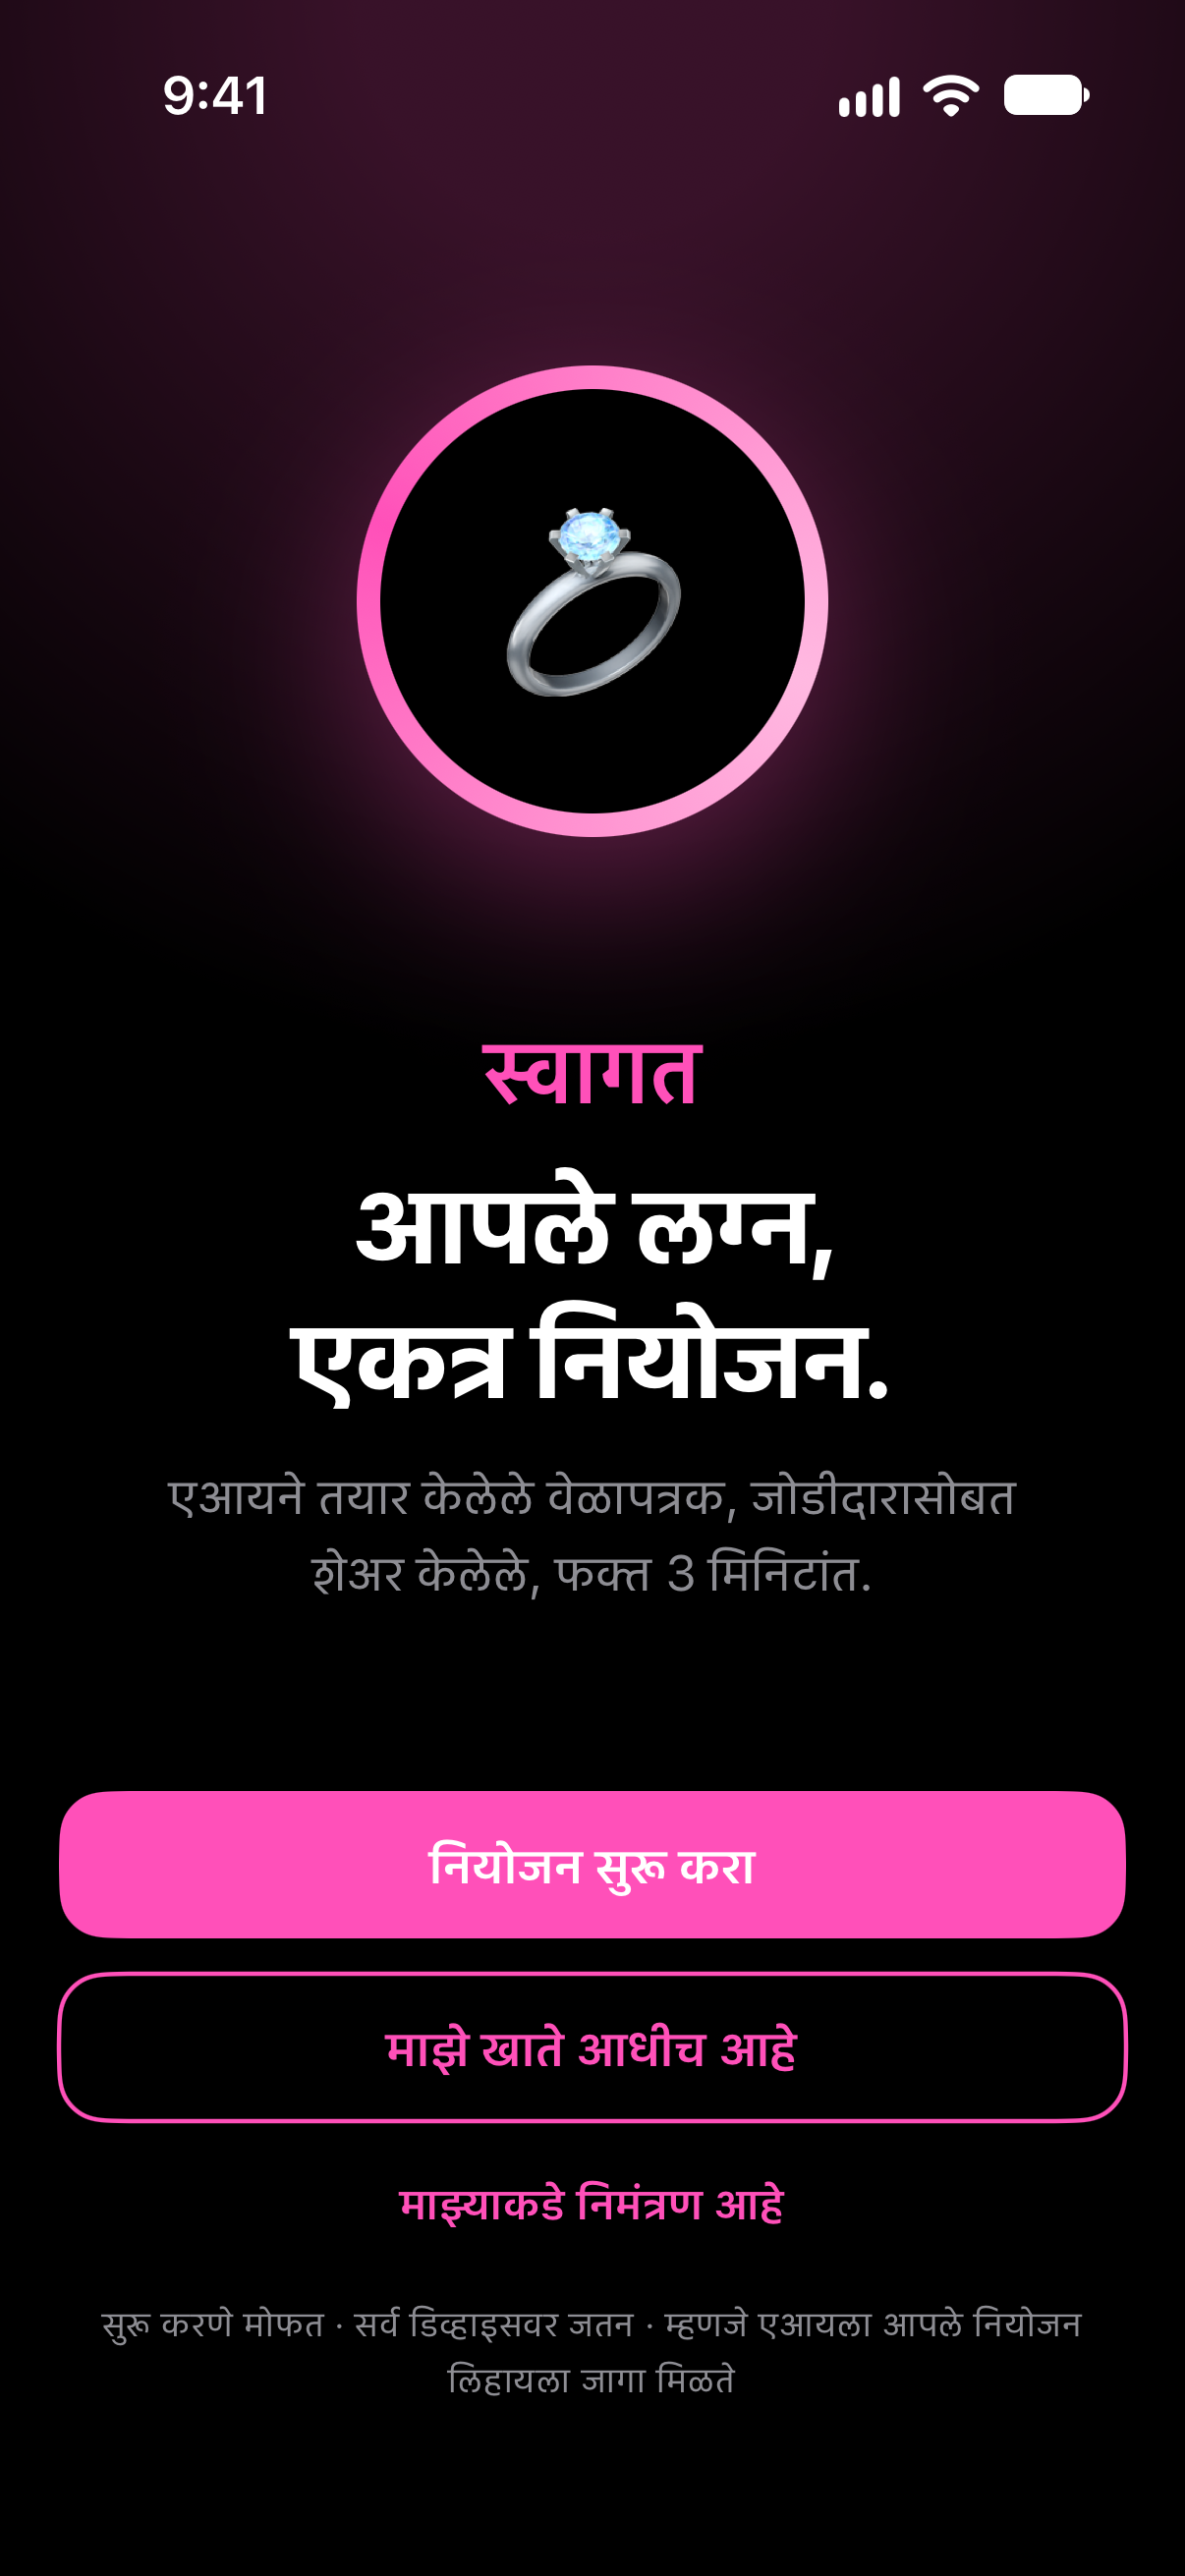 9:41
स्वागत
आपले लग्न,
एकत्र नियोजन.
एआयने तयार केलेले वेळापत्रक, जोडीदारासोबत
शेअर केलेले, फक्त 3 मिनिटांत.
नियोजन सुरू करा
माझे खाते आधीच आहे
माझ्याकडे निमंत्रण आहे
सुरू करणे मोफत · सर्व डिव्हाइसवर जतन · म्हणजे एआयला आपले नियोजन
लिहायला जागा मिळते